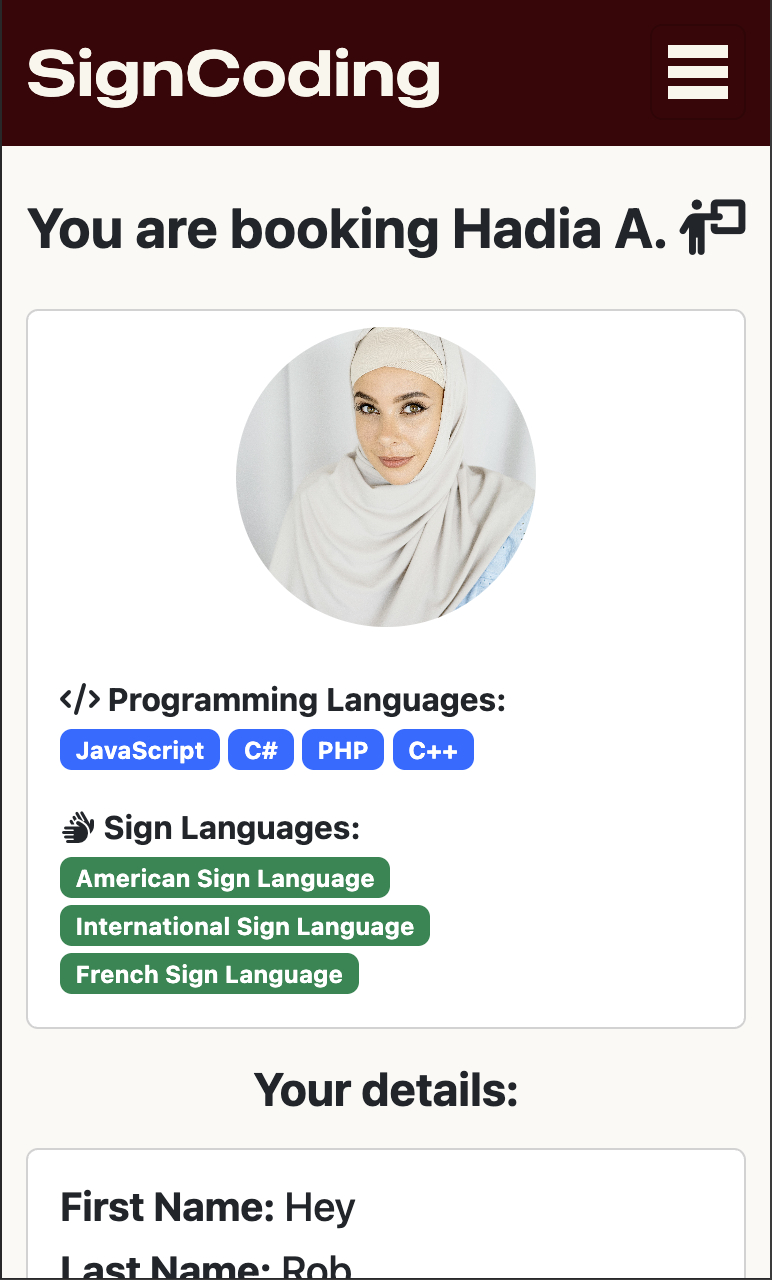 SignCoding
You are booking Hadia A.
Programming Languages:
JavaScript C# PHP C++
Sign Languages:
American Sign Language
International Sign Language
French Sign Language
Your details:
First Name: Hey
Last Name: Rob